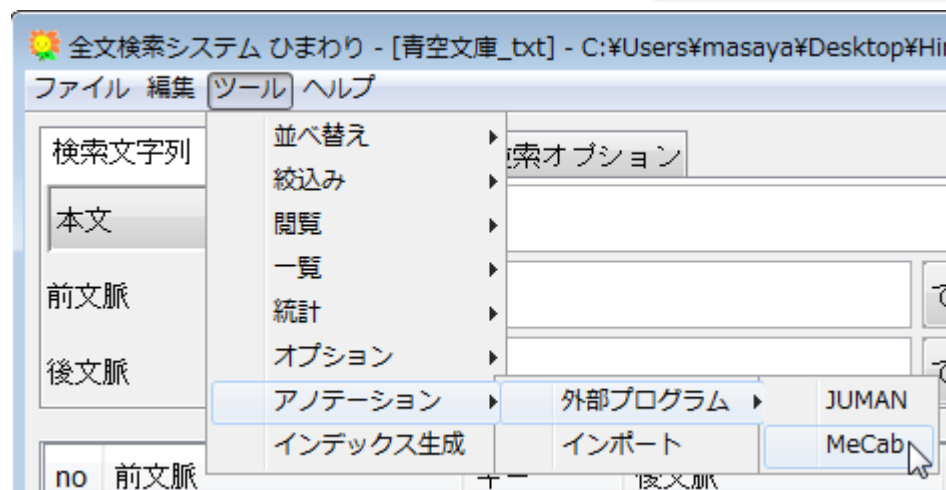 全文検索システム ひまわり - [青空文庫_txt] - C:¥Users¥masaya¥Desktop¥Hi
ファイル 編集 ツール ヘルプ
検索文字列
索オプション
並べ替え
絞込み
本文
閲覧
一覧
前文脈
統計
オプション
後文脈
アノテーション 外部プログラム JUMAN
インデックス生成 インポート MeCab
no 前文脈 キー 後文脈